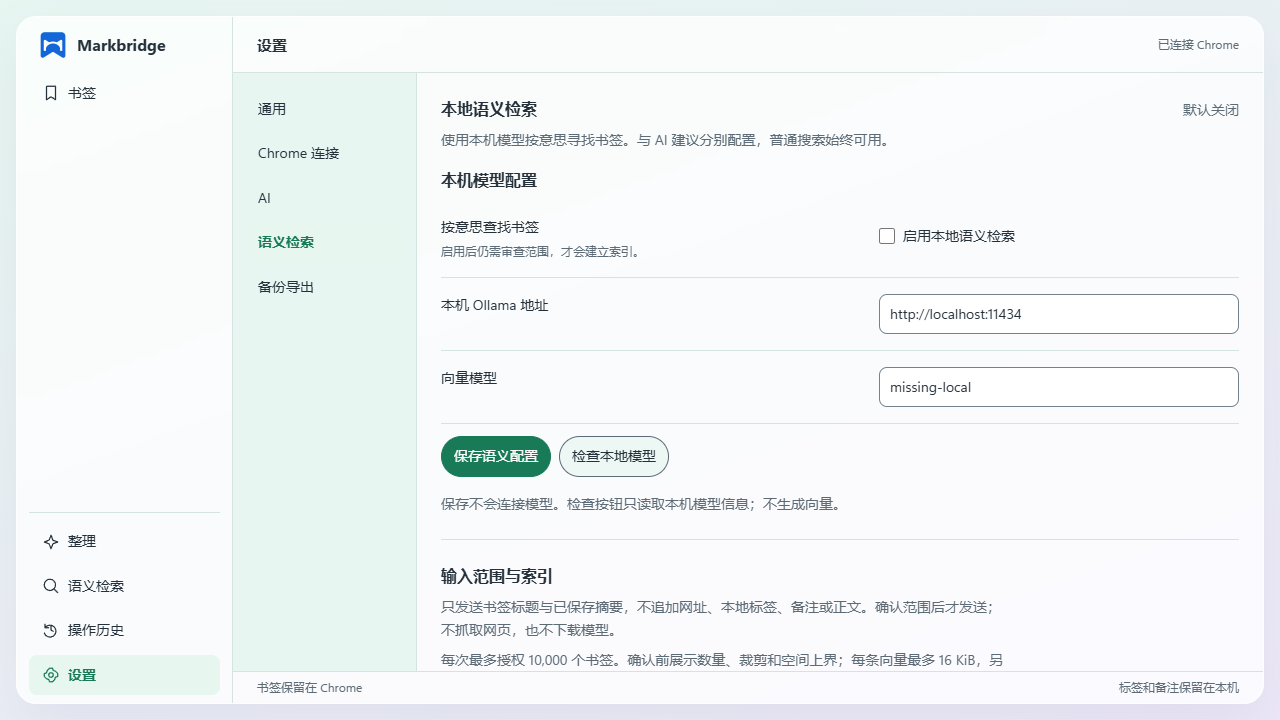 Markbridge
书签
整理
语义检索
操作历史
设置
设置
已连接 Chrome
通用
Chrome 连接
AI
语义检索
备份导出
本地语义检索
默认关闭
使用本机模型按意思寻找书签。与 AI 建议分别配置，普通搜索始终可用。
本机模型配置
按意思查找书签
启用后仍需审查范围，才会建立索引。
启用本地语义检索
本机 Ollama 地址
http://localhost:11434
向量模型
missing-local
保存语义配置
检查本地模型
保存不会连接模型。检查按钮只读取本机模型信息；不生成向量。
输入范围与索引
只发送书签标题与已保存摘要，不追加网址、本地标签、备注或正文。确认范围后才发送；
不抓取网页，也不下载模型。
每次最多授权 10,000 个书签。确认前展示数量、裁剪和空间上界；每条向量最多 16 KiB，另
书签保留在 Chrome
标签和备注保留在本机